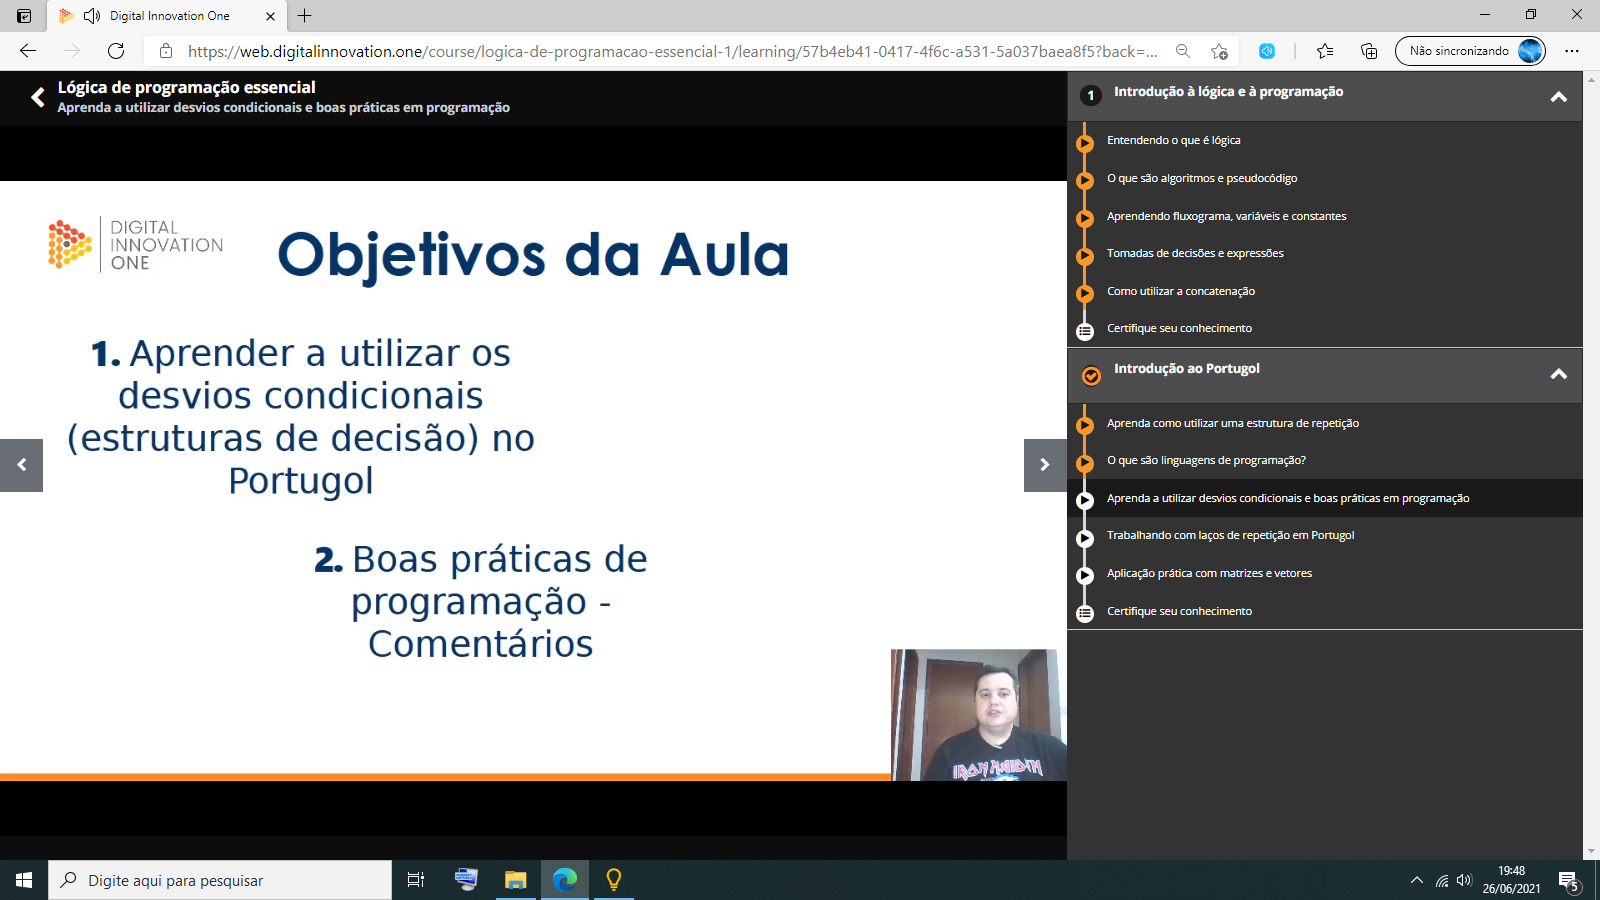 Digital Innovation One
https://web.digitalinnovation.one/course/logica-de-programacao-essencial-1/learning/57b4eb41-0417-4f6c-a531-5a037baea8f5?back=...
Não sincronizando
Lógica de programação essencial
Aprenda a utilizar desvios condicionais e boas práticas em programação
DIGITAL
INNOVATION
ONE
Objetivos da Aula
1. Aprender a utilizar os
desvios condicionais
(estruturas de decisão) no
Portugol
2. Boas práticas de
programação -
Comentários
IRON MAIDEN
1 Introdução à lógica e à programação
Entendendo o que é lógica
O que são algoritmos e pseudocódigo
Aprendendo fluxograma, variáveis e constantes
Tomadas de decisões e expressões
Como utilizar a concatenação
Certifique seu conhecimento
Introdução ao Portugol
Aprenda como utilizar uma estrutura de repetição
O que são linguagens de programação?
Aprenda a utilizar desvios condicionais e boas práticas em programação
Trabalhando com laços de repetição em Portugol
Aplicação prática com matrizes e vetores
Certifique seu conhecimento
Digite aqui para pesquisar
19:48
26/06/2021
5